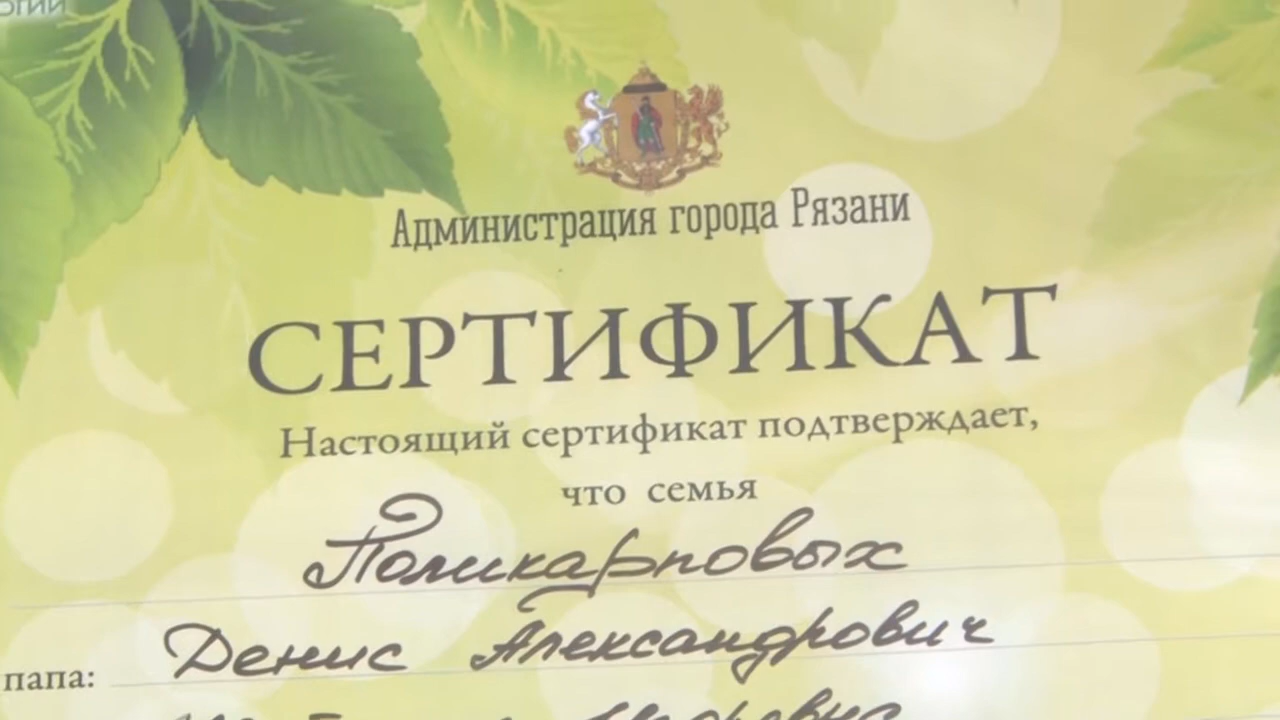 Администрация города Рязани
СЕРТИФИКАТ
Настоящий сертификат подтверждает,
что семья
Поликарповых
папа: Денис Александрович